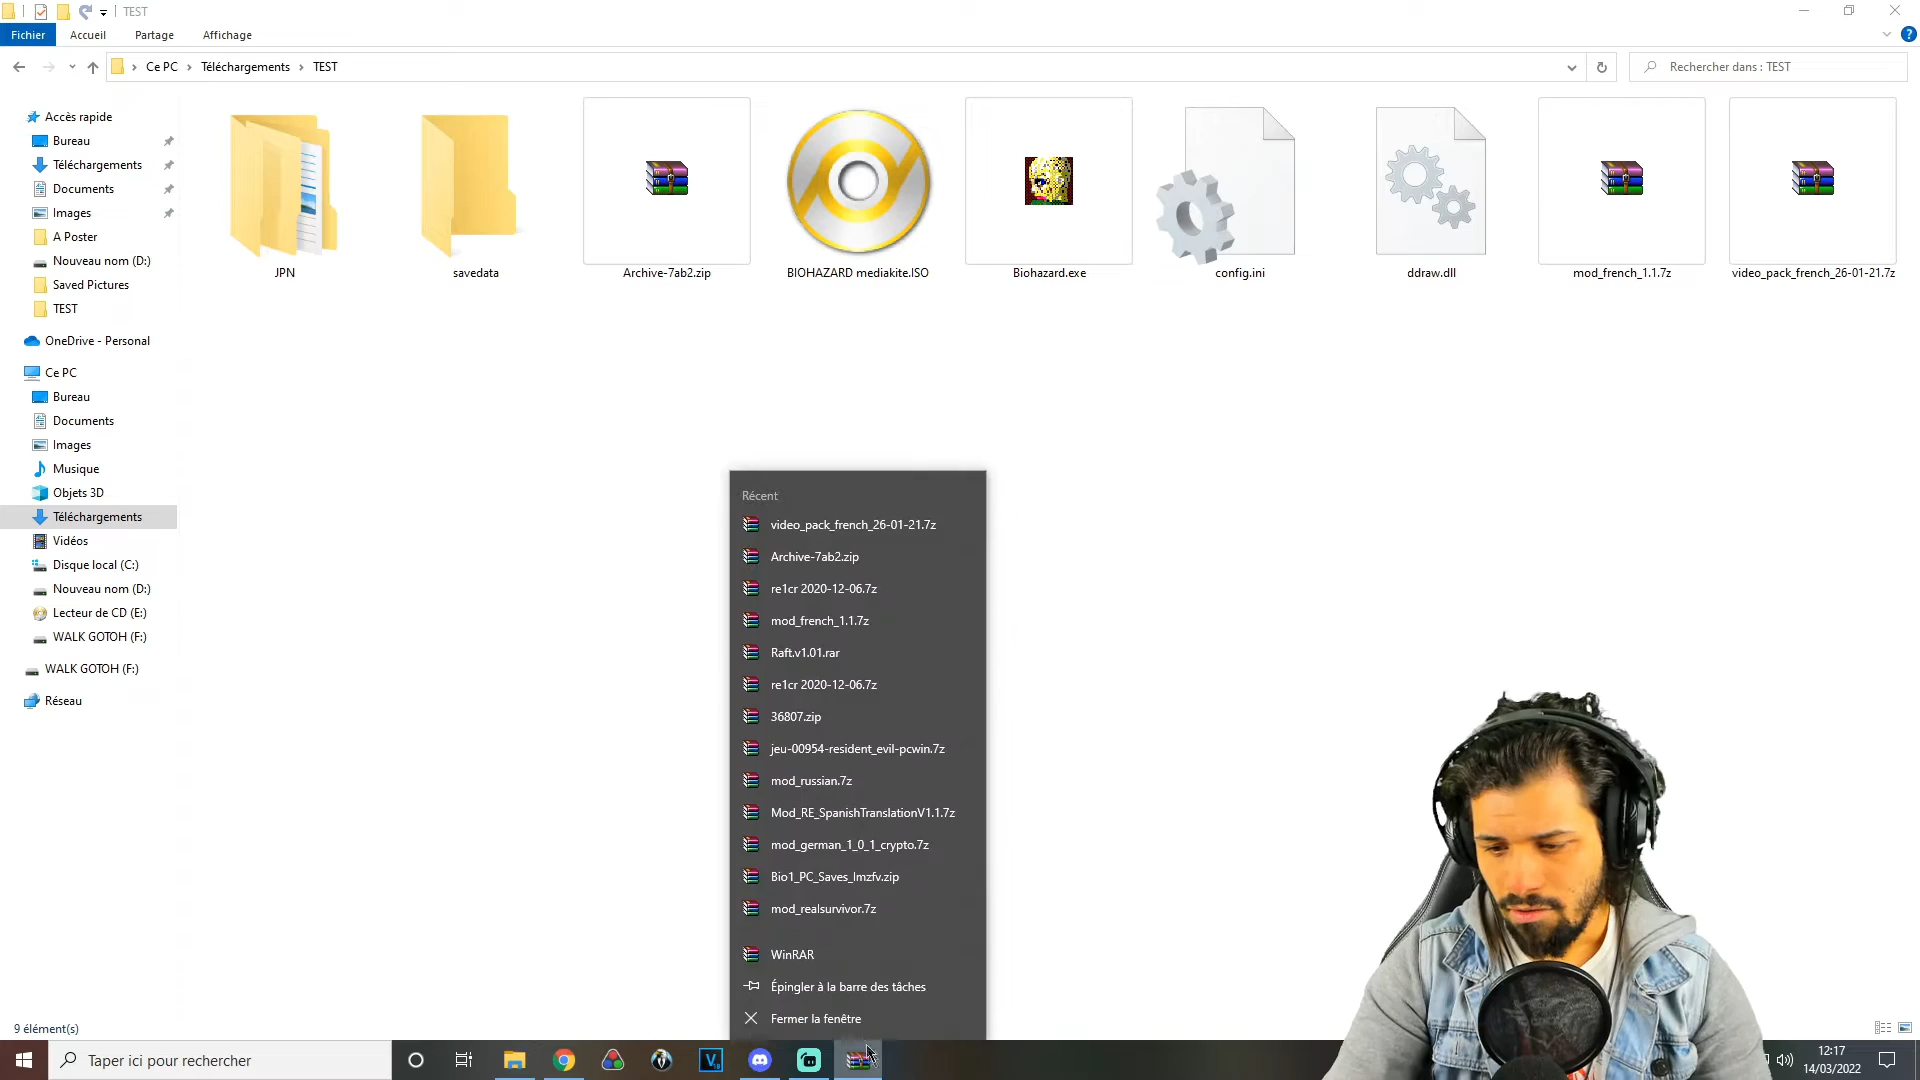 TEST
Fichier
Accueil
Partage
Affichage
Ce PC
Téléchargements
TEST
Rechercher dans : TEST
Accès rapide
Bureau
Téléchargements
Documents
Images
A Poster
Nouveau nom (D:)
Saved Pictures
TEST
OneDrive - Personal
Ce PC
Bureau
Documents
Images
Musique
Objets 3D
Téléchargements
Vidéos
Disque local (C:)
Nouveau nom (D:)
Lecteur de CD (E:)
WALK GOTOH (F:)
WALK GOTOH (F:)
Réseau
JPN
savedata
Archive-7ab2.zip
BIOHAZARD mediakite.ISO
Biohazard.exe
config.ini
ddraw.dll
mod_french_1.1.7z
video_pack_french_26-01-21.7z
Récent
video_pack_french_26-01-21.7z
Archive-7ab2.zip
re1cr 2020-12-06.7z
mod_french_1.1.7z
Raft.v1.01.rar
re1cr 2020-12-06.7z
36807.zip
jeu-00954-resident_evil-pcwin.7z
mod_russian.7z
Mod_RE_SpanishTranslationV1.1.7z
mod_german_1_0_1_crypto.7z
Bio1_PC_Saves_lmzfv.zip
mod_realsurvivor.7z
WinRAR
Épingler à la barre des tâches
Fermer la fenêtre
9 élément(s)
Taper ici pour rechercher
12:17
14/03/2022